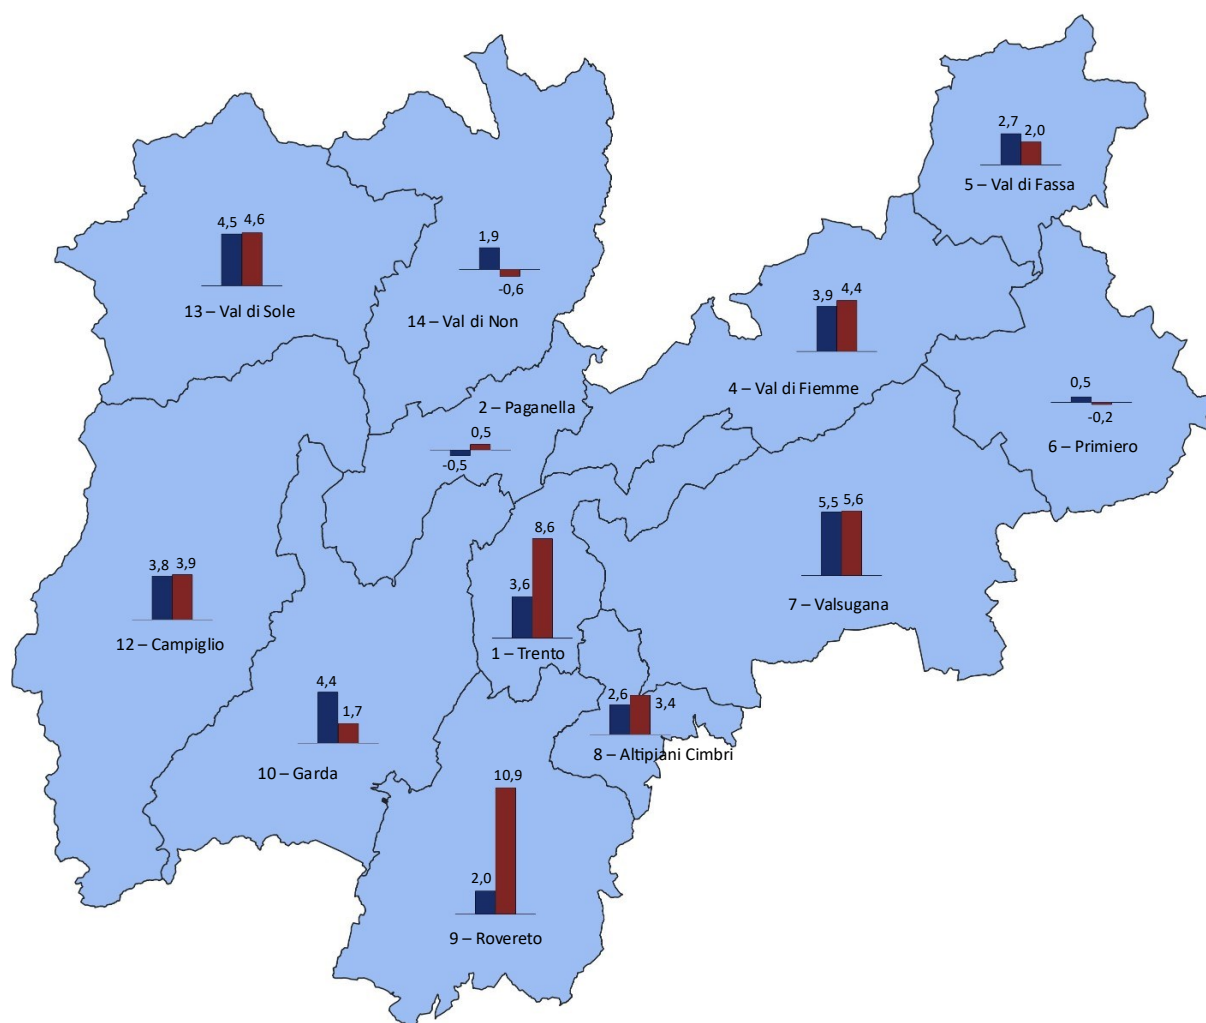 2,7
2,0
5 – Val di Fassa
4,5
4,6
13 – Val di Sole
1,9
-0,6
14 – Val di Non
3,9
4,4
4 – Val di Fiemme
0,5
-0,2
6 – Primiero
2 – Paganella
-0,5
0,5
5,5
5,6
7 – Valsugana
3,6
8,6
1 – Trento
3,8
3,9
12 – Campiglio
2,6
3,4
8 – Altipiani Cimbri
4,4
1,7
10 – Garda
2,0
10,9
9 – Rovereto